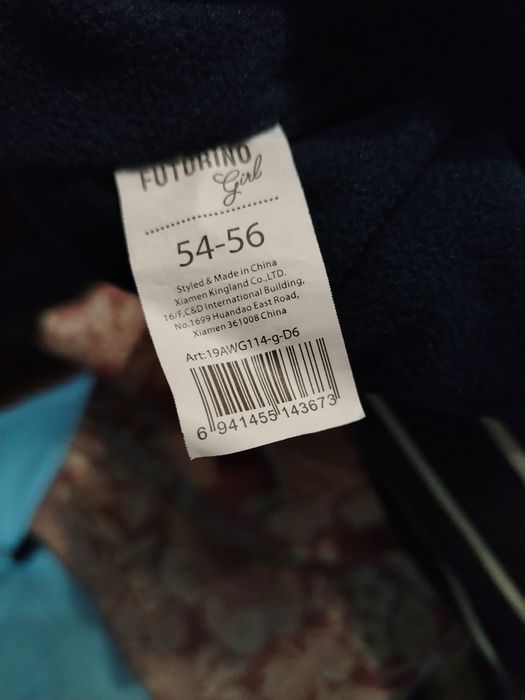 FUTURINO
Girl
54-56
Styled & Made in China
Xiamen Kingland Co.,LTD.
16/F,C&D International Building,
No.1699 Huandao East Road,
Xiamen 361008 China
Art:19AWG114-g-D6
6 941455 143673